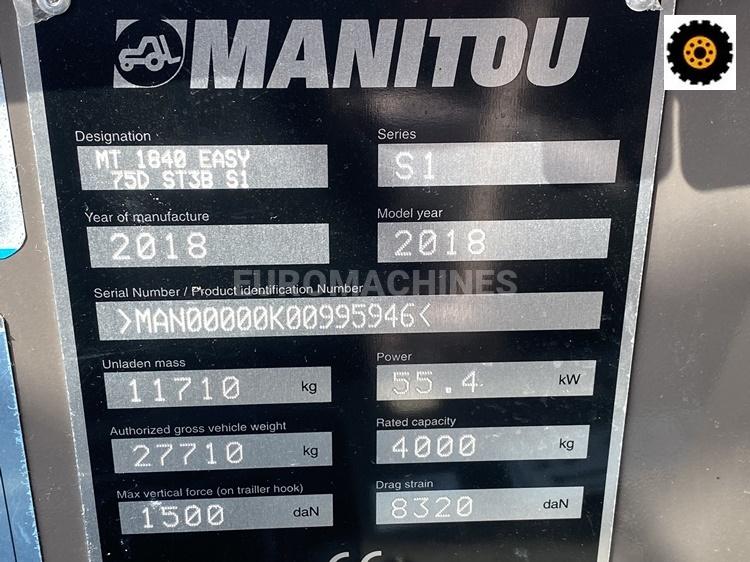 MANITOU
Designation
MT 1840 EASY
75D ST3B S1
Series
S1
Year of manufacture
2018
Model year
2018
EUROMACHINES
Serial Number / Product identification Number
>MAN00000K00995946<
Unladen mass
11710 kg
Power
55.4 kW
Authorized gross vehicle weight
27710 kg
Rated capacity
4000 kg
Max vertical force (on trailler hook)
1500 daN
Drag strain
8320 daN